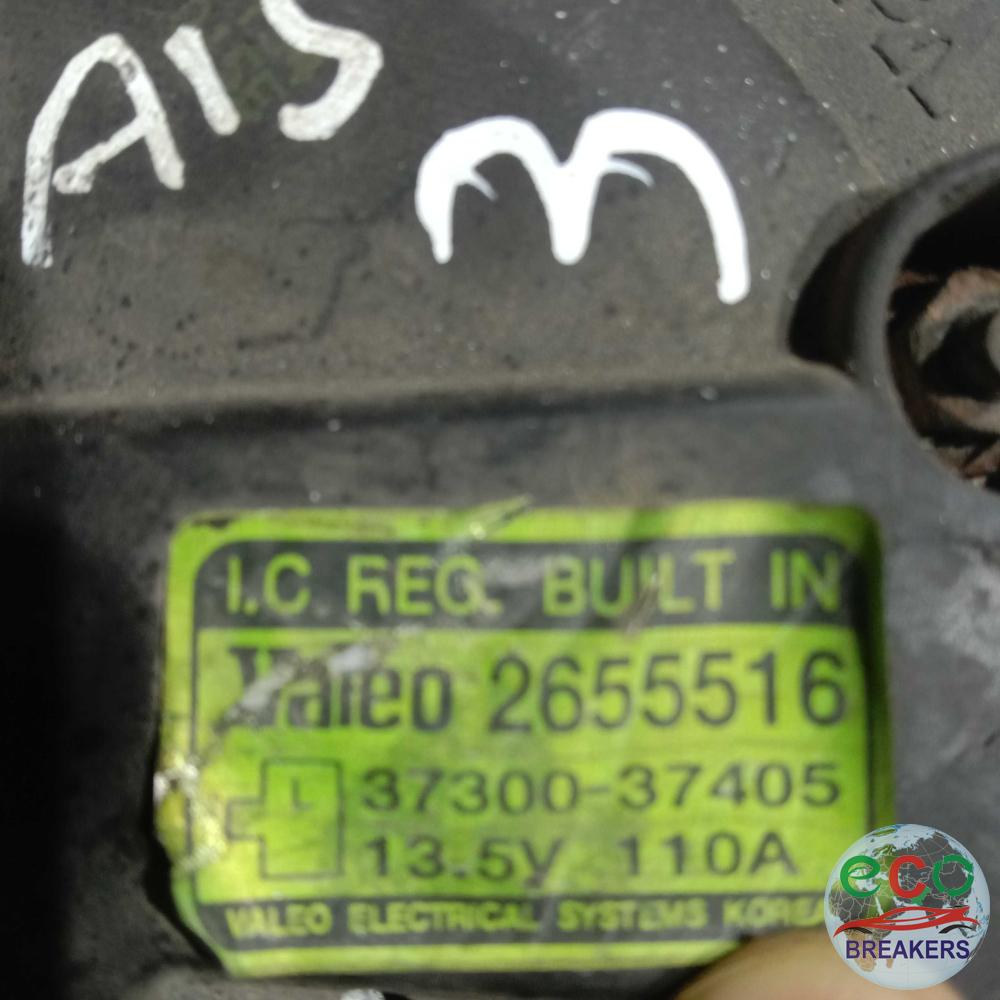 A15
m
I.C REG. BUILT IN
Valeo 2655516
L
37300-37405
13.5V 110A
VALEO ELECTRICAL SYSTEMS KOREA
eco
BREAKERS